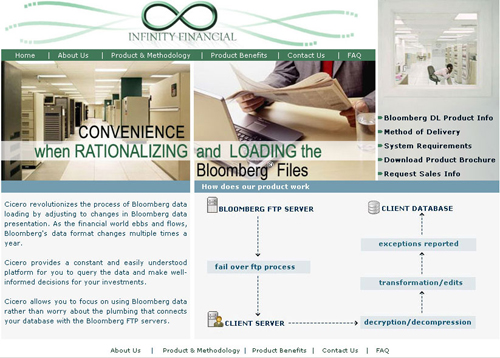 INFINITY FINANCIAL
Home | About Us | Product & Methodology | Product Benefits | Contact Us | FAQ
CONVENIENCE
when RATIONALIZING and LOADING the
Bloomberg Files
Bloomberg DL Product Info
Method of Delivery
System Requirements
Download Product Brochure
Request Sales Info
How does our product work
Cicero revolutionizes the process of Bloomberg data
loading by adjusting to changes in Bloomberg data
presentation. As the financial world ebbs and flows,
Bloomberg's data format changes multiple times a
year.
Cicero provides a constant and easily understood
platform for you to query the data and make well-
informed decisions for your investments.
Cicero allows you to focus on using Bloomberg data
rather than worry about the plumbing that connects
your database with the Bloomberg FTP servers.
BLOOMBERG FTP SERVER
fail over ftp process
CLIENT SERVER
CLIENT DATABASE
exceptions reported
transformation/edits
decryption/decompression
About Us | Product & Methodology | Product Benefits | Contact Us | FAQ